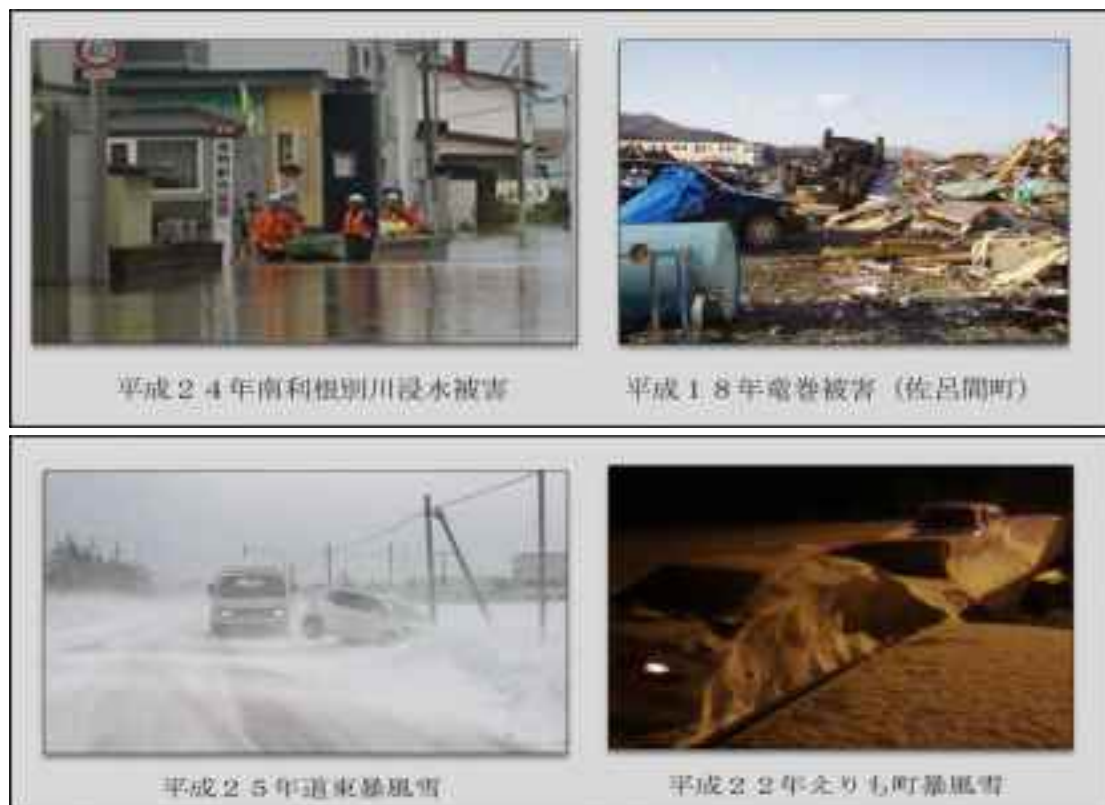 平成２４年南利根別川浸水被害
平成１８年竜巻被害（佐呂間町）
平成２５年道東暴風雪
平成２２年えりも町暴風雪